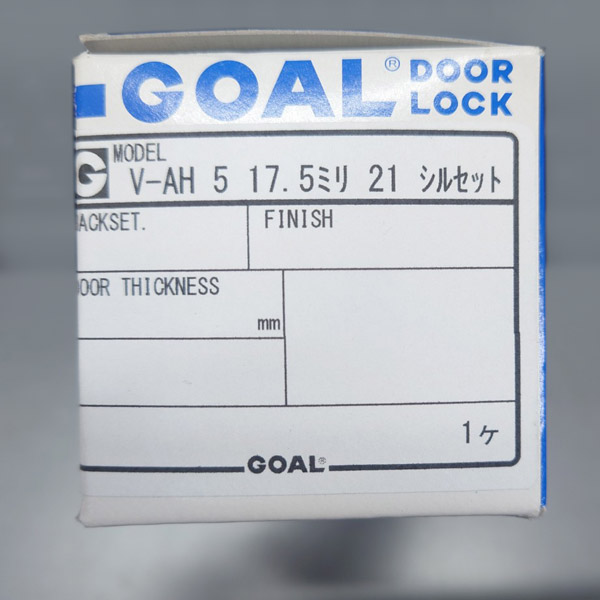 GOAL® DOOR LOCK
G
MODEL
V-AH 5 17.5ミリ 21 シルセット
ACKSET.
FINISH
OOR THICKNESS
mm
1ケ
GOAL®